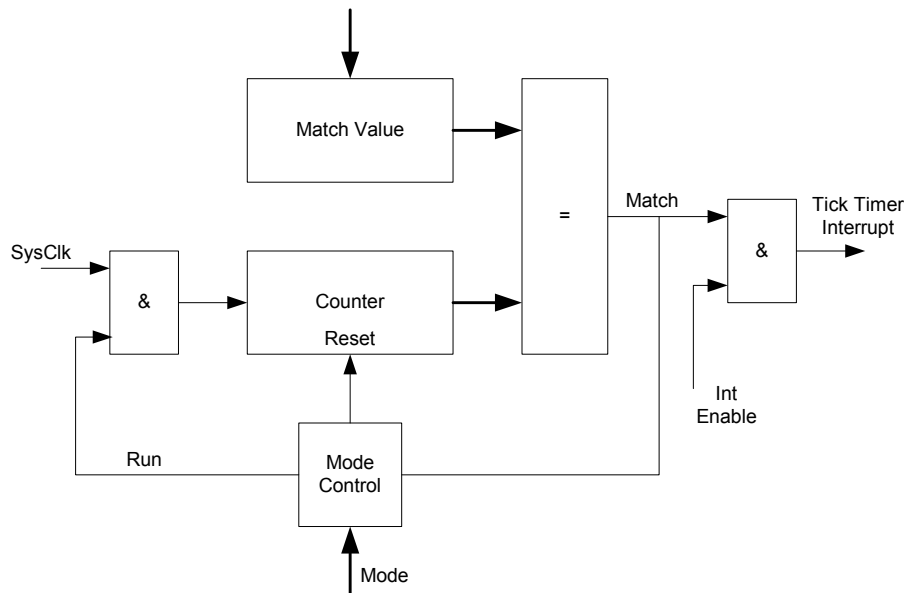 Match Value
=
Match
Tick Timer
Interrupt
SysClk
&
Counter
Reset
&
Int
Enable
Run
Mode
Control
Mode